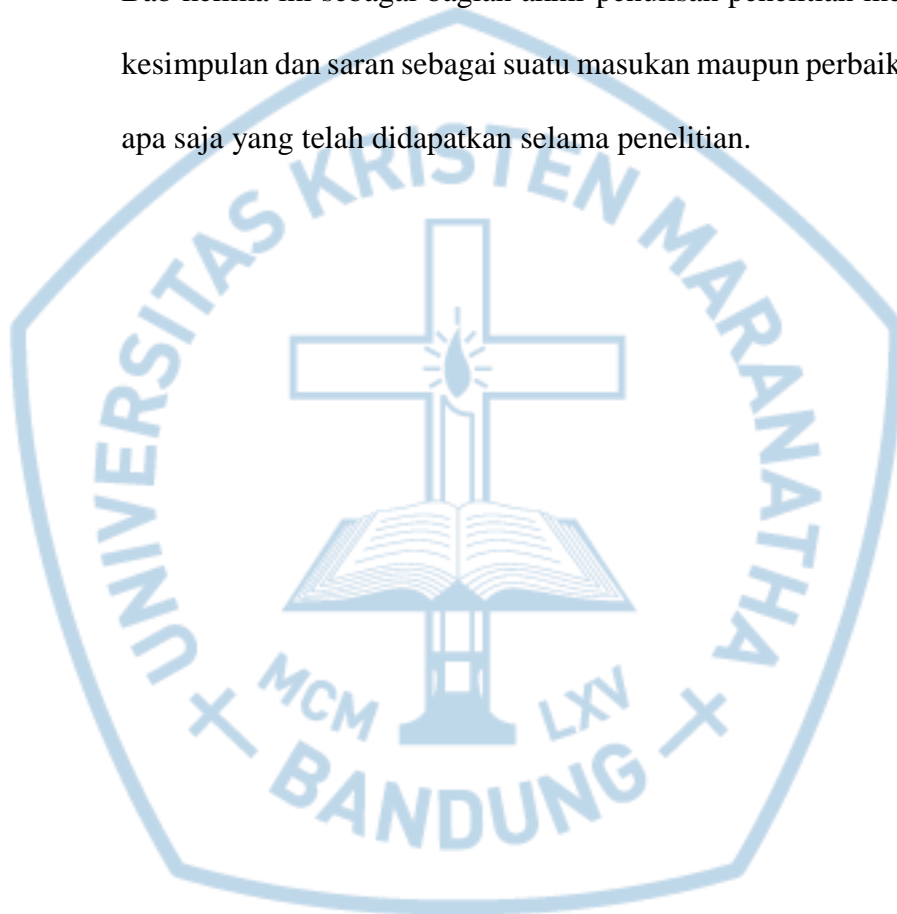 kesimpulan dan saran sebagai suatu masukan maupun perbaik
apa saja yang telah didapatkan selama penelitian.
UNIVERSITAS KRISTEN MARANATHA
MCM LXV
BANDUNG